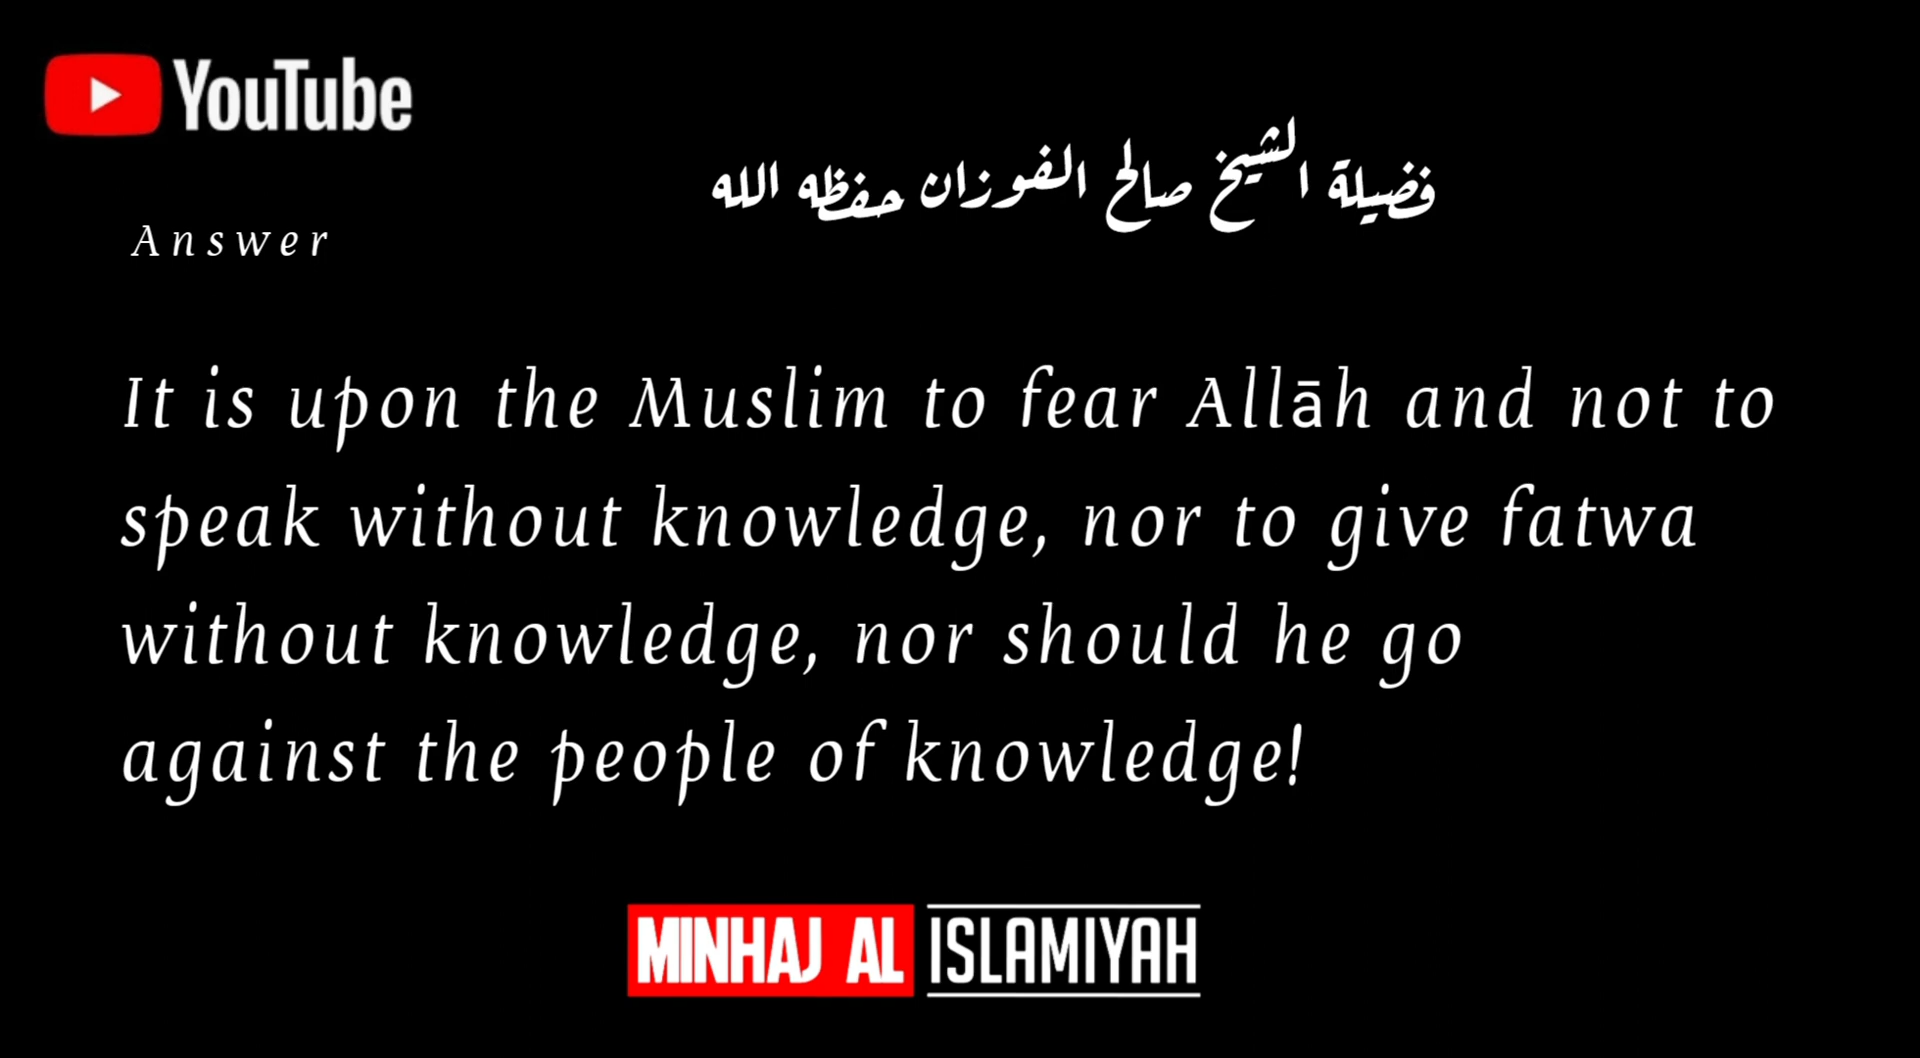 YouTube
فضيلة الشيخ صالح الفوزان حفظه الله
Answer
It is upon the Muslim to fear Allāh and not to
speak without knowledge, nor to give fatwa
without knowledge, nor should he go
against the people of knowledge!
MINHAJ AL ISLAMIYAH